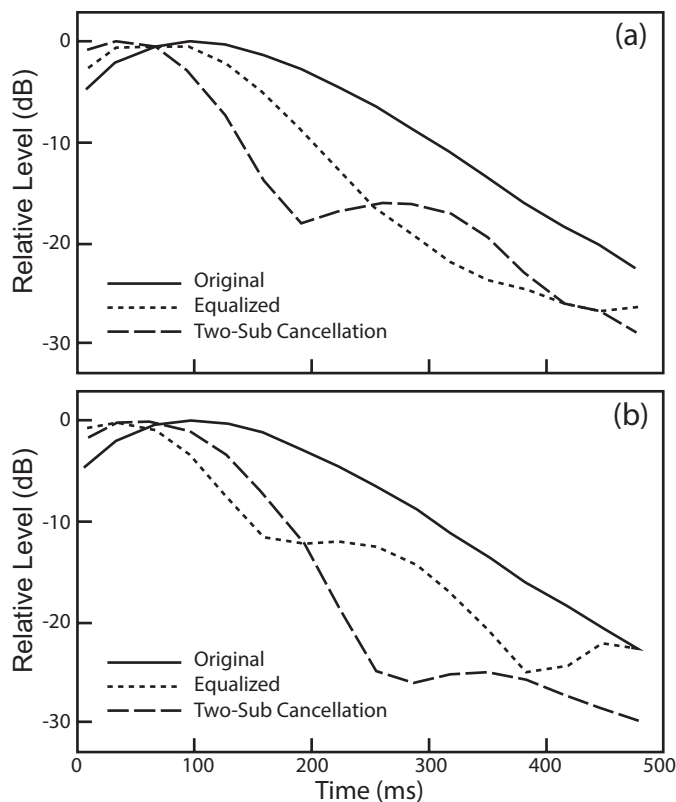 (a)
Relative Level (dB)
0
-10
-20
-30
Original
Equalized
Two-Sub Cancellation
(b)
Relative Level (dB)
0
-10
-20
-30
Original
Equalized
Two-Sub Cancellation
0 100 200 300 400 500
Time (ms)